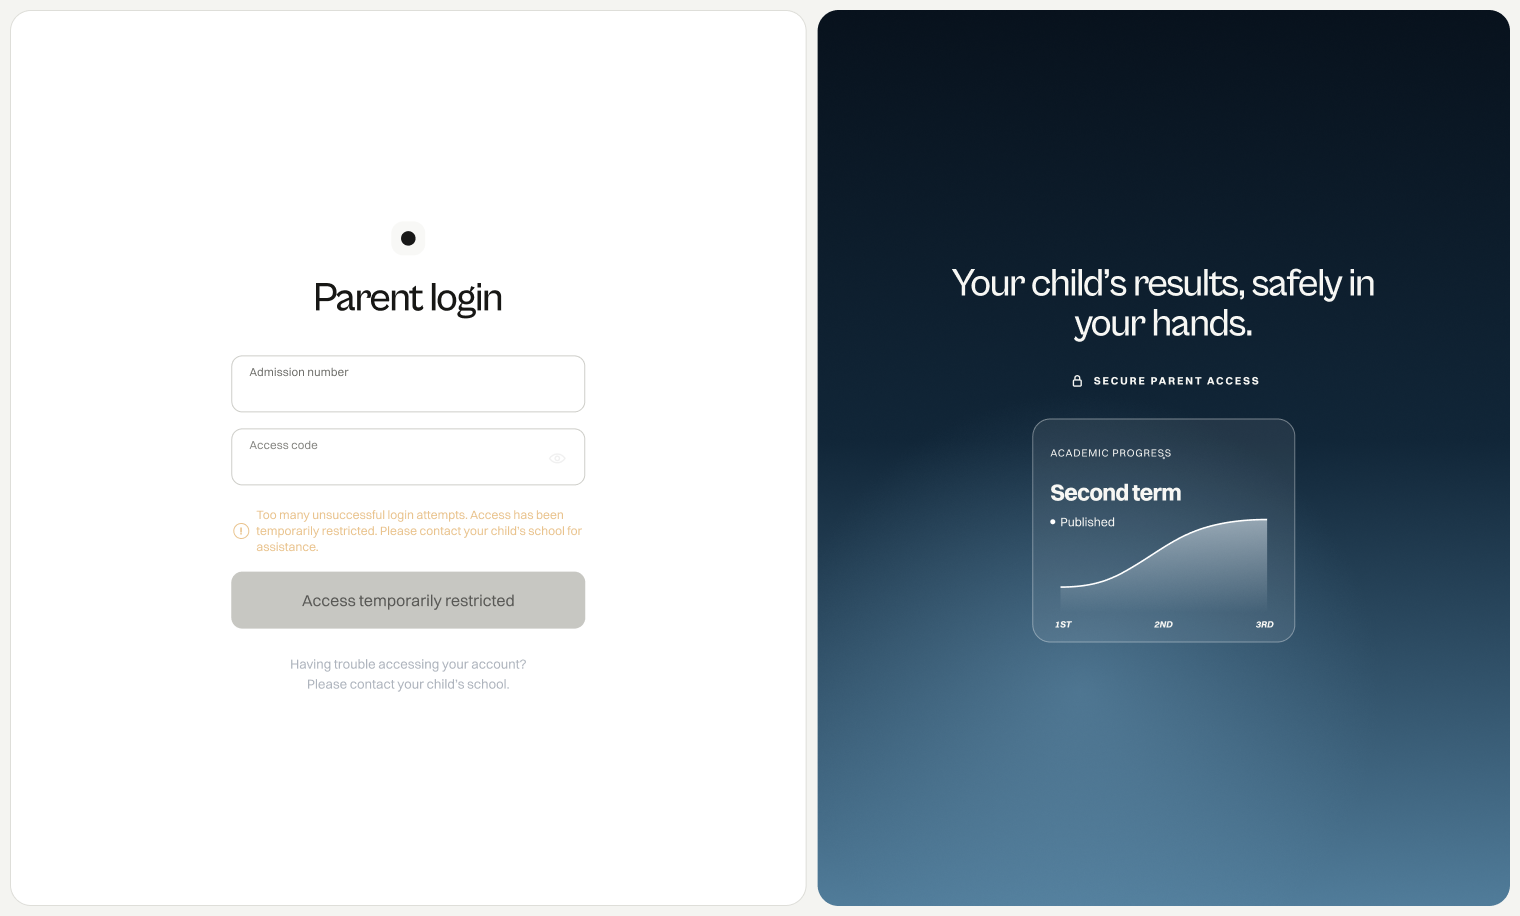 Parent login
Admission number
Access code
Too many unsuccessful login attempts. Access has been
temporarily restricted. Please contact your child's school for
assistance.
Access temporarily restricted
Having trouble accessing your account?
Please contact your child's school.
Your child's results, safely in
your hands.
SECURE PARENT ACCESS
ACADEMIC PROGRESS
Second term
Published
1ST 2ND 3RD